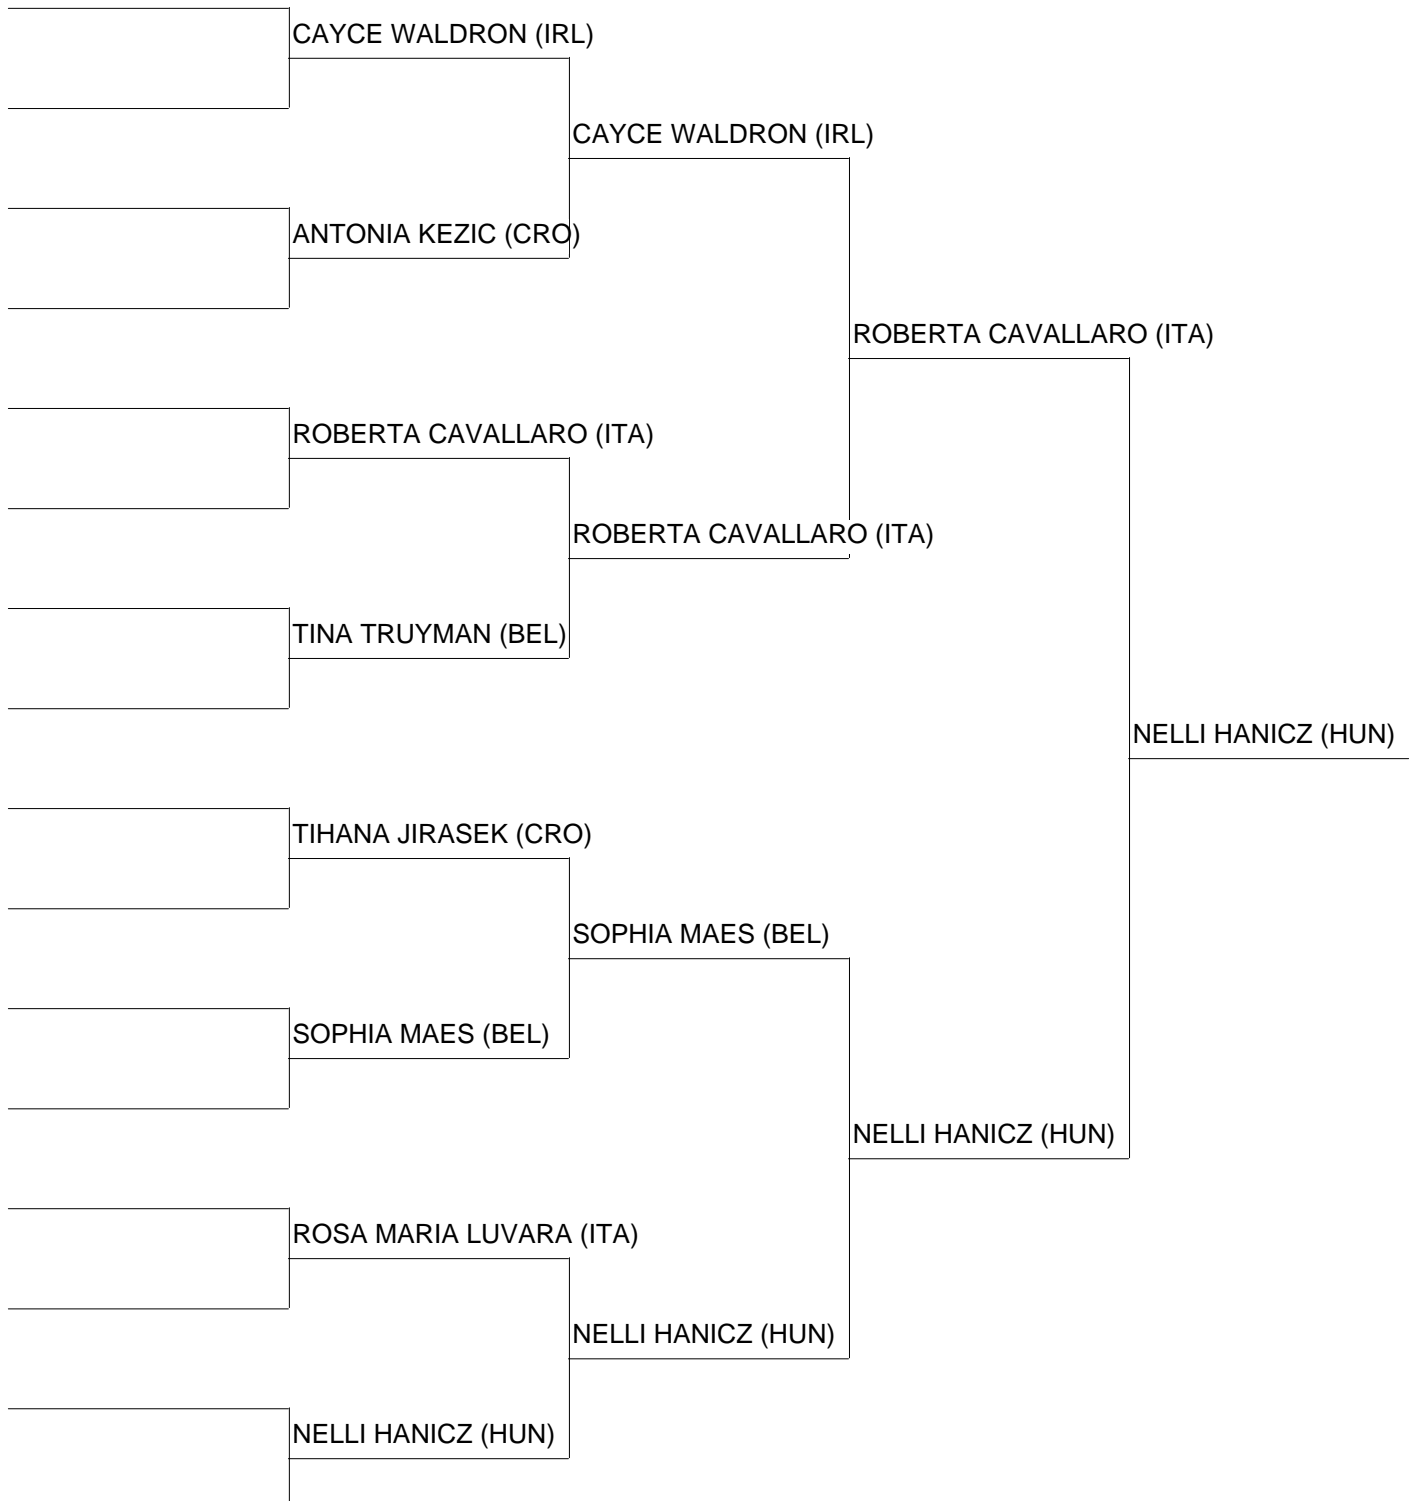 CAYCE WALDRON (IRL)
CAYCE WALDRON (IRL)
ANTONIA KEZIC (CRO)
ROBERTA CAVALLARO (ITA)
ROBERTA CAVALLARO (ITA)
ROBERTA CAVALLARO (ITA)
TINA TRUYMAN (BEL)
NELLI HANICZ (HUN)
TIHANA JIRASEK (CRO)
SOPHIA MAES (BEL)
SOPHIA MAES (BEL)
NELLI HANICZ (HUN)
ROSA MARIA LUVARA (ITA)
NELLI HANICZ (HUN)
NELLI HANICZ (HUN)